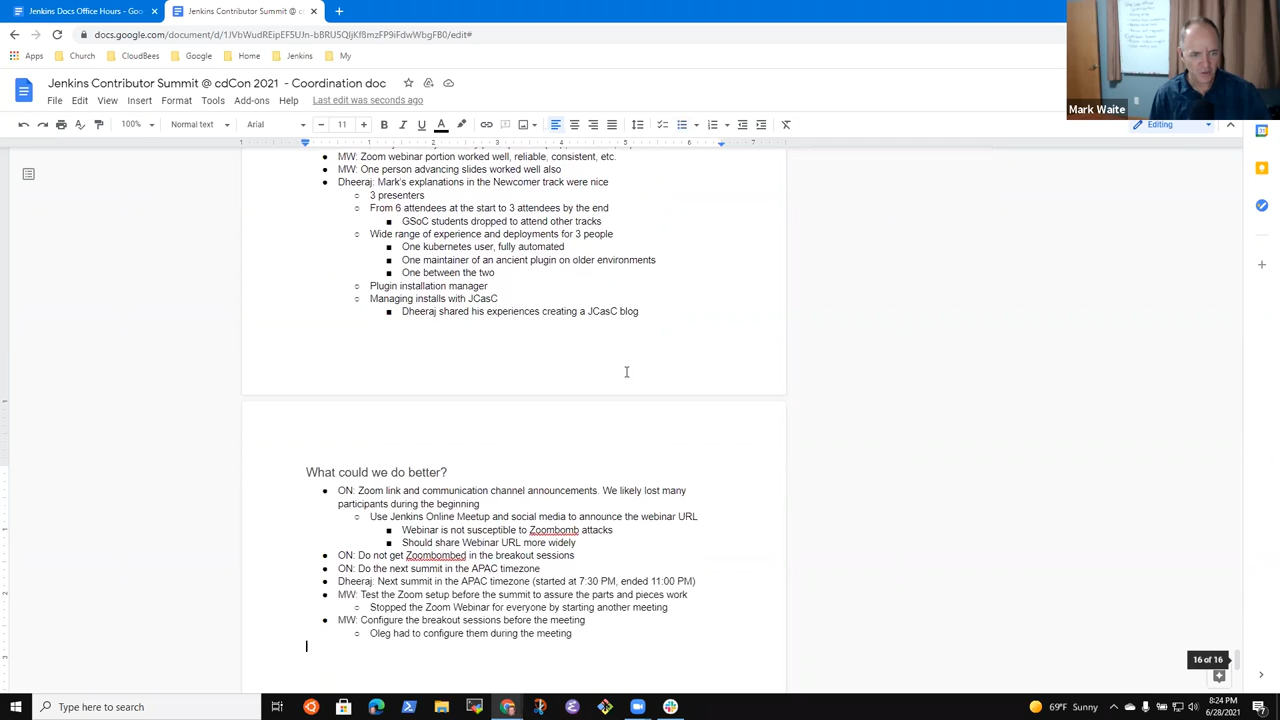 Jenkins Docs Office Hours - Goo
Jenkins Contributor Summit @ cd
docs.google.com/document/d/
Apps
Church
CloudBees
Google
Home
Jenkins
My
Mark Waite
Jenkins Contributor Summit @ cdCon 2021 - Coordination doc
File Edit View Insert Format Tools Add-ons Help Last edit was seconds ago
100% Normal text Arial 11 B I U A Editing
1 2 3 4 5 6 7
MW: Zoom webinar portion worked well, reliable, consistent, etc.
MW: One person advancing slides worked well also
Dheeraj: Mark's explanations in the Newcomer track were nice
3 presenters
From 6 attendees at the start to 3 attendees by the end
GSoC students dropped to attend other tracks
Wide range of experience and deployments for 3 people
One kubernetes user, fully automated
One maintainer of an ancient plugin on older environments
One between the two
Plugin installation manager
Managing installs with JCasC
Dheeraj shared his experiences creating a JCasC blog
What could we do better?
ON: Zoom link and communication channel announcements. We likely lost many
participants during the beginning
Use Jenkins Online Meetup and social media to announce the webinar URL
Webinar is not susceptible to Zoombomb attacks
Should share Webinar URL more widely
ON: Do not get Zoombombed in the breakout sessions
ON: Do the next summit in the APAC timezone
Dheeraj: Next summit in the APAC timezone (started at 7:30 PM, ended 11:00 PM)
MW: Test the Zoom setup before the summit to assure the parts and pieces work
Stopped the Zoom Webinar for everyone by starting another meeting
MW: Configure the breakout sessions before the meeting
Oleg had to configure them during the meeting
16 of 16
Type here to search
69°F Sunny
8:24 PM
6/28/2021